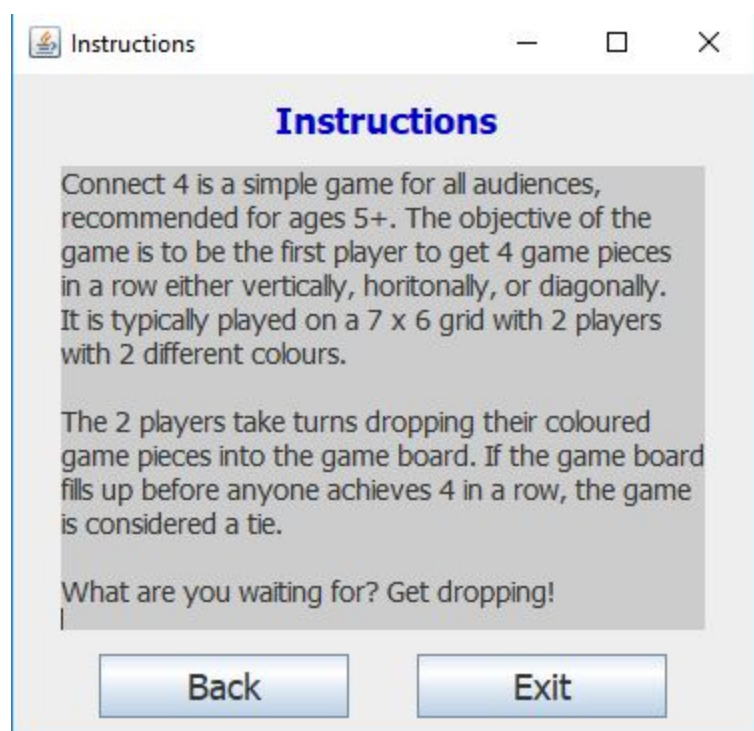 Instructions
Instructions
Connect 4 is a simple game for all audiences,
recommended for ages 5+. The objective of the
game is to be the first player to get 4 game pieces
in a row either vertically, horitonally, or diagonally.
It is typically played on a 7 x 6 grid with 2 players
with 2 different colours.
The 2 players take turns dropping their coloured
game pieces into the game board. If the game board
fills up before anyone achieves 4 in a row, the game
is considered a tie.
What are you waiting for? Get dropping!
Back Exit